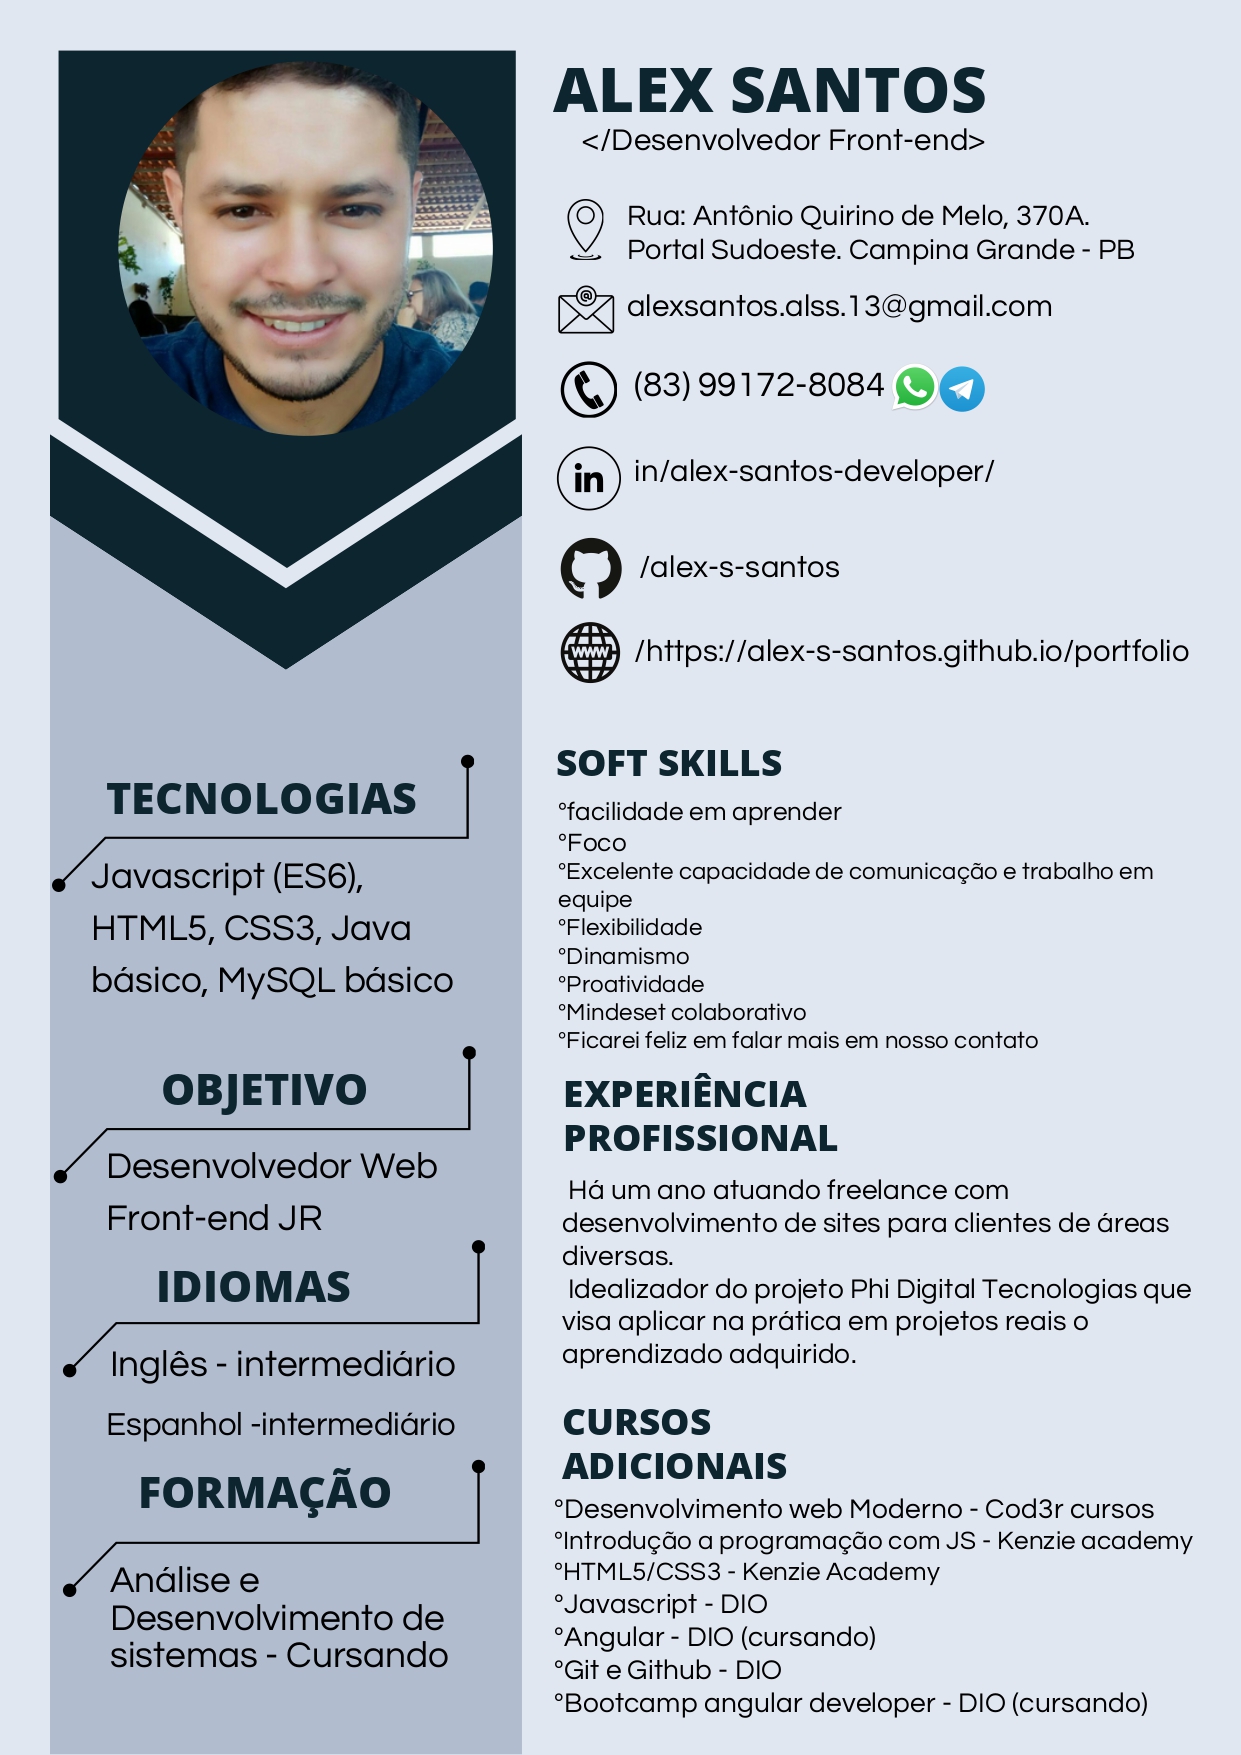 ALEX SANTOS
</Desenvolvedor Front-end>
Rua: Antônio Quirino de Melo, 370A.
Portal Sudoeste. Campina Grande - PB
@
alexsantos.alss.13@gmail.com
(83) 99172-8084
in
in/alex-santos-developer/
/alex-s-santos
WWW
/https://alex-s-santos.github.io/portfolio
TECNOLOGIAS
Javascript (ES6),
HTML5, CSS3, Java
básico, MySQL básico
OBJETIVO
Desenvolvedor Web
Front-end JR
IDIOMAS
Inglês - intermediário
Espanhol -intermediário
FORMAÇÃO
Análise e
Desenvolvimento de
sistemas - Cursando
SOFT SKILLS
°facilidade em aprender
°Foco
°Excelente capacidade de comunicação e trabalho em
equipe
°Flexibilidade
°Dinamismo
°Proatividade
°Mindeset colaborativo
°Ficarei feliz em falar mais em nosso contato
EXPERIÊNCIA
PROFISSIONAL
Há um ano atuando freelance com
desenvolvimento de sites para clientes de áreas
diversas.
Idealizador do projeto Phi Digital Tecnologias que
visa aplicar na prática em projetos reais o
aprendizado adquirido.
CURSOS
ADICIONAIS
°Desenvolvimento web Moderno - Cod3r cursos
°Introdução a programação com JS - Kenzie academy
°HTML5/CSS3 - Kenzie Academy
°Javascript - DIO
°Angular - DIO (cursando)
°Git e Github - DIO
°Bootcamp angular developer - DIO (cursando)